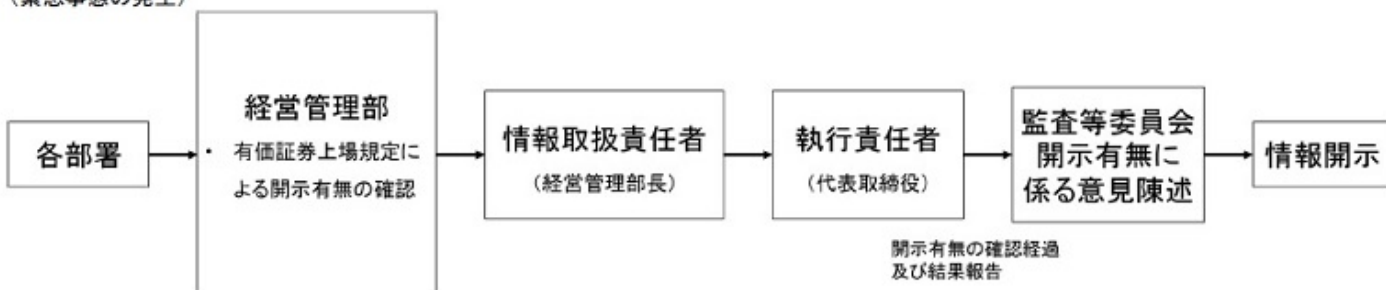 各部署
経営管理部
・ 有価証券上場規定に
よる開示有無の確認
情報取扱責任者
（経営管理部長）
執行責任者
（代表取締役）
監査等委員会
開示有無に
係る意見陳述
情報開示
開示有無の確認経過
及び結果報告